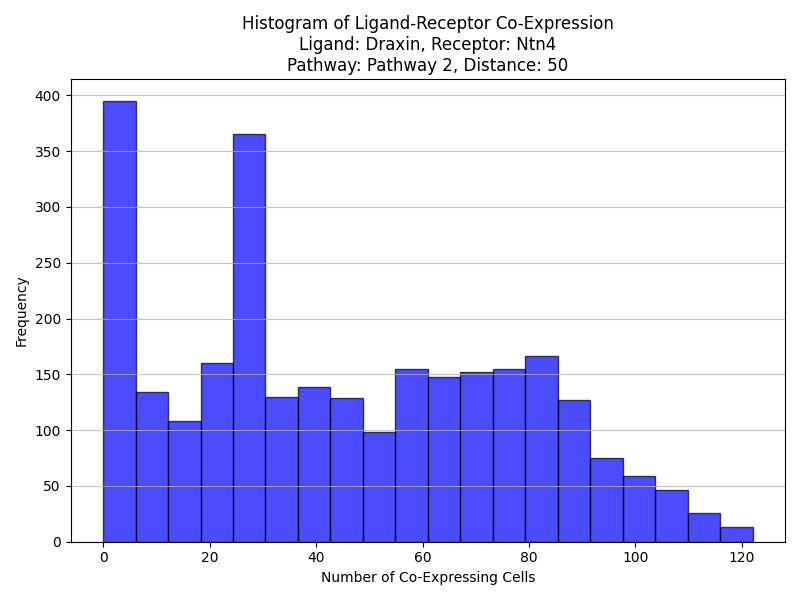 Histogram of Ligand-Receptor Co-Expression
Ligand: Draxin, Receptor: Ntn4
Pathway: Pathway 2, Distance: 50
400
350
300
250
200
150
100
50
0
Frequency
0 20 40 60 80 100 120
Number of Co-Expressing Cells